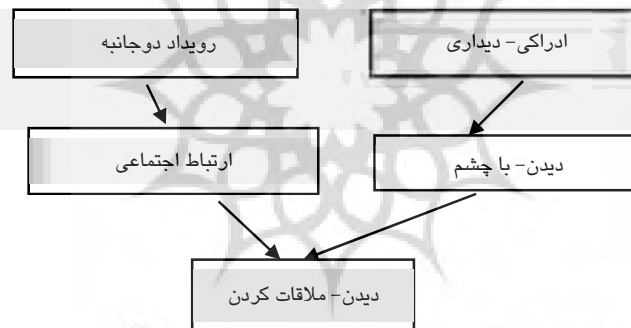 ادراکی- دیداری
رویداد دوجانبه
دیدن- با چشم
ارتباط اجتماعی
دیدن- ملاقات کردن